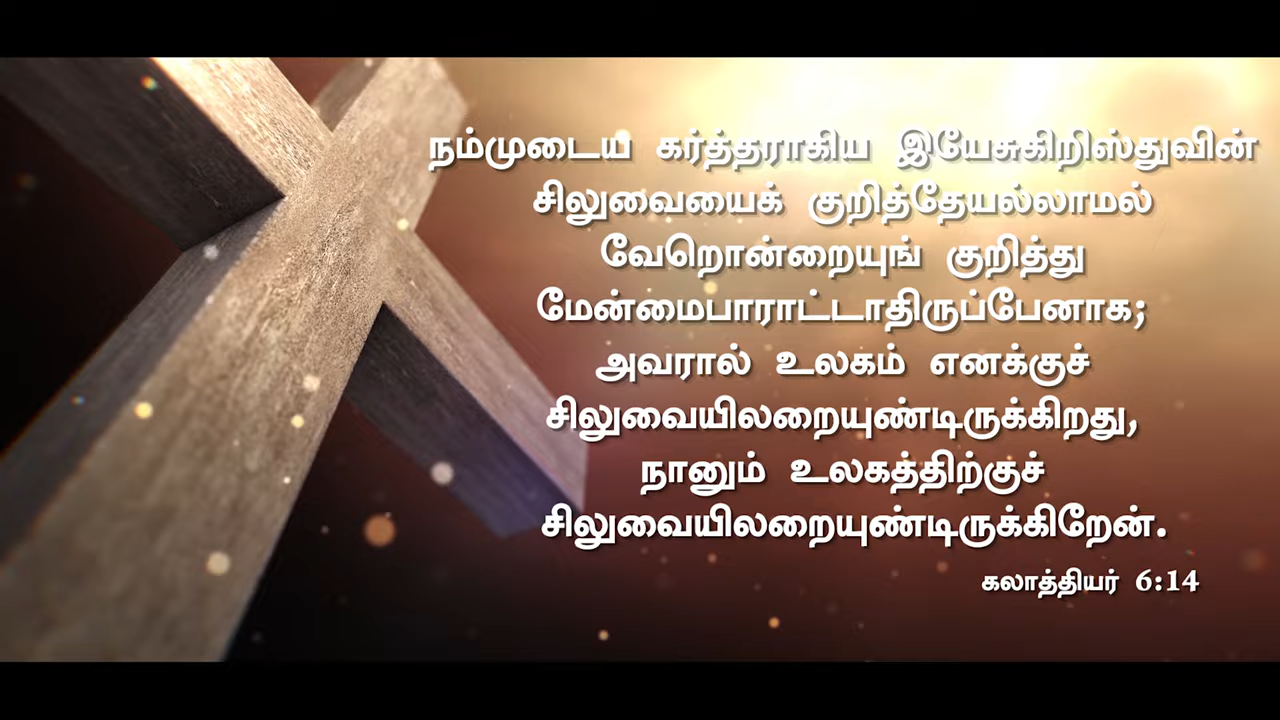 நம்முடைய கர்த்தராகிய இயேசுகிறிஸ்துவின்
சிலுவையைக் குறித்தேயல்லாமல்
வேறொன்றையுங் குறித்து
மேன்மைபாராட்டாதிருப்பேனாக;
அவரால் உலகம் எனக்குச்
சிலுவையிலறையுண்டிருக்கிறது,
நானும் உலகத்திற்குச்
சிலுவையிலறையுண்டிருக்கிறேன்.
கலாத்தியர் 6:14